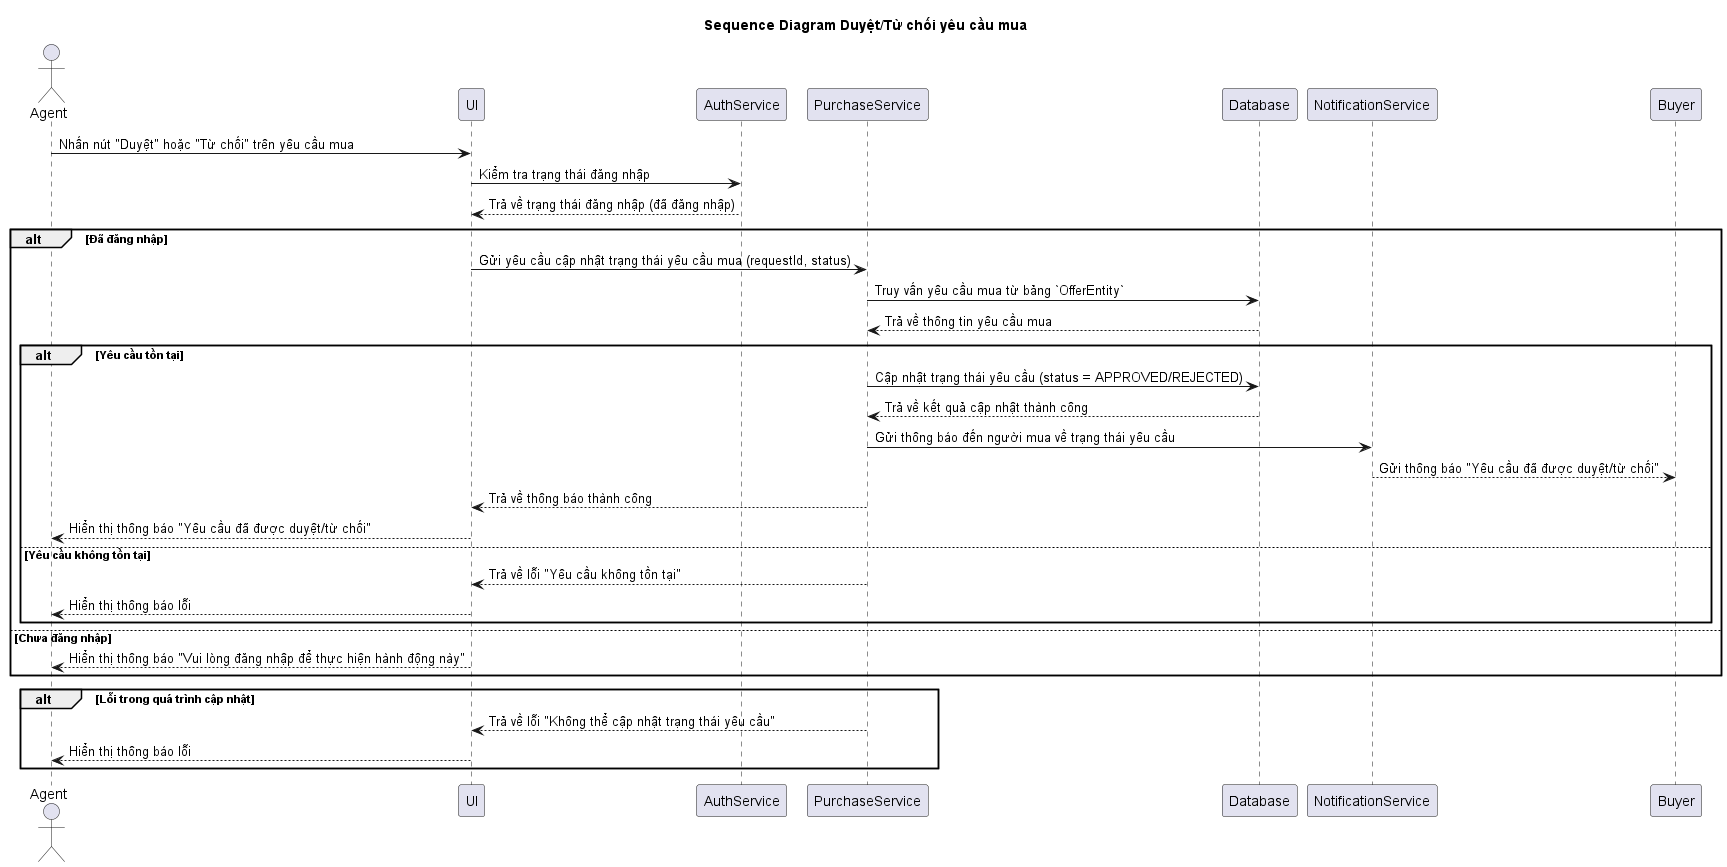 Sequence Diagram Duyệt/Từ chối yêu cầu mua
Agent
UI
AuthService
PurchaseService
Database
NotificationService
Buyer
Nhấn nút "Duyệt" hoặc "Từ chối" trên yêu cầu mua
Kiểm tra trạng thái đăng nhập
Trả về trạng thái đăng nhập (đã đăng nhập)
alt [Đã đăng nhập]
Gửi yêu cầu cập nhật trạng thái yêu cầu mua (requestId, status)
Truy vấn yêu cầu mua từ bảng `OfferEntity`
Trả về thông tin yêu cầu mua
alt [Yêu cầu tồn tại]
Cập nhật trạng thái yêu cầu (status = APPROVED/REJECTED)
Trả về kết quả cập nhật thành công
Gửi thông báo đến người mua về trạng thái yêu cầu
Gửi thông báo "Yêu cầu đã được duyệt/từ chối"
Trả về thông báo thành công
Hiển thị thông báo "Yêu cầu đã được duyệt/từ chối"
[Yêu cầu không tồn tại]
Trả về lỗi "Yêu cầu không tồn tại"
Hiển thị thông báo lỗi
[Chưa đăng nhập]
Hiển thị thông báo "Vui lòng đăng nhập để thực hiện hành động này"
alt [Lỗi trong quá trình cập nhật]
Trả về lỗi "Không thể cập nhật trạng thái yêu cầu"
Hiển thị thông báo lỗi
Agent
UI
AuthService
PurchaseService
Database
NotificationService
Buyer